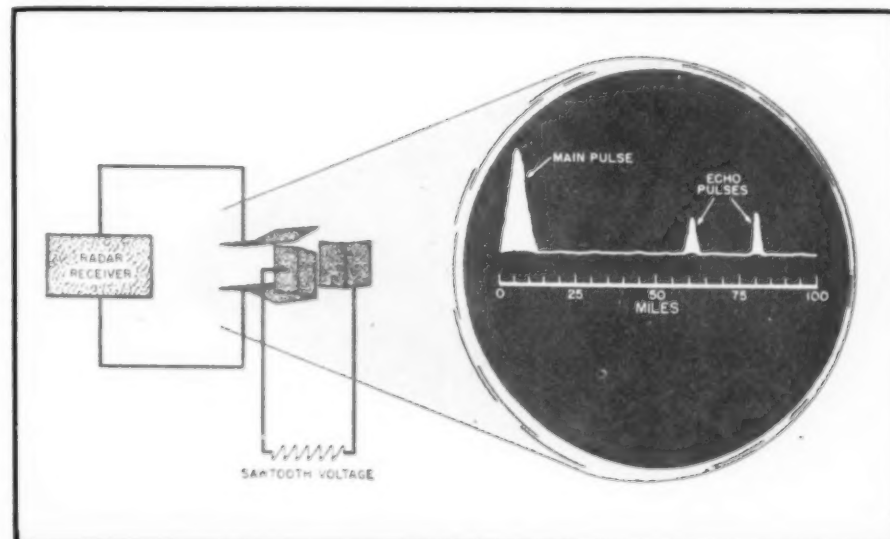 RADAR
RECEIVER
SAWTOOTH VOLTAGE
MAIN PULSE
ECHO
PULSES
0 25 50 75 100
MILES